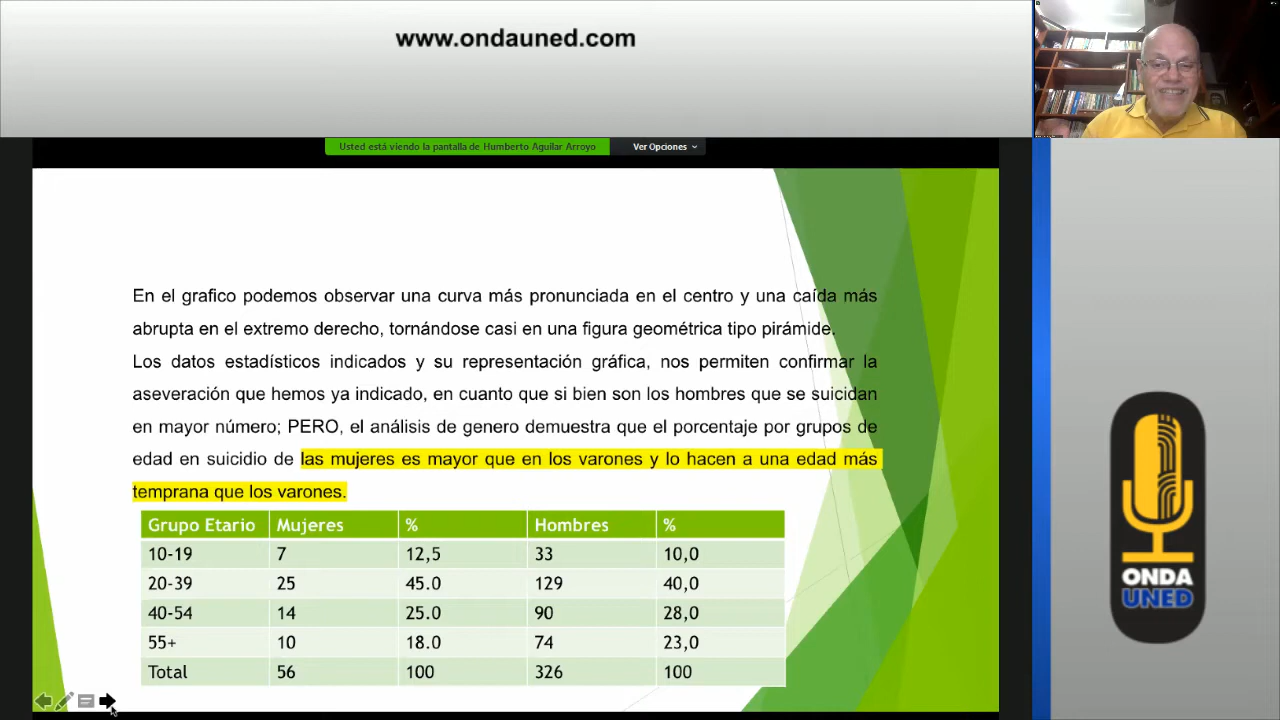 www.ondauned.com
Usted está viendo la pantalla de Humberto Aguilar Arroyo Ver Opciones
En el grafico podemos observar una curva más pronunciada en el centro y una caída más
abrupta en el extremo derecho, tornándose casi en una figura geométrica tipo pirámide.
Los datos estadísticos indicados y su representación gráfica, nos permiten confirmar la
aseveración que hemos ya indicado, en cuanto que si bien son los hombres que se suicidan
en mayor número; PERO, el análisis de genero demuestra que el porcentaje por grupos de
edad en suicidio de las mujeres es mayor que en los varones y lo hacen a una edad más
temprana que los varones.
Grupo Etario Mujeres % Hombres %
10-19 7 12,5 33 10,0
20-39 25 45.0 129 40,0
40-54 14 25.0 90 28,0
55+ 10 18.0 74 23,0
Total 56 100 326 100
ONDA
UNED